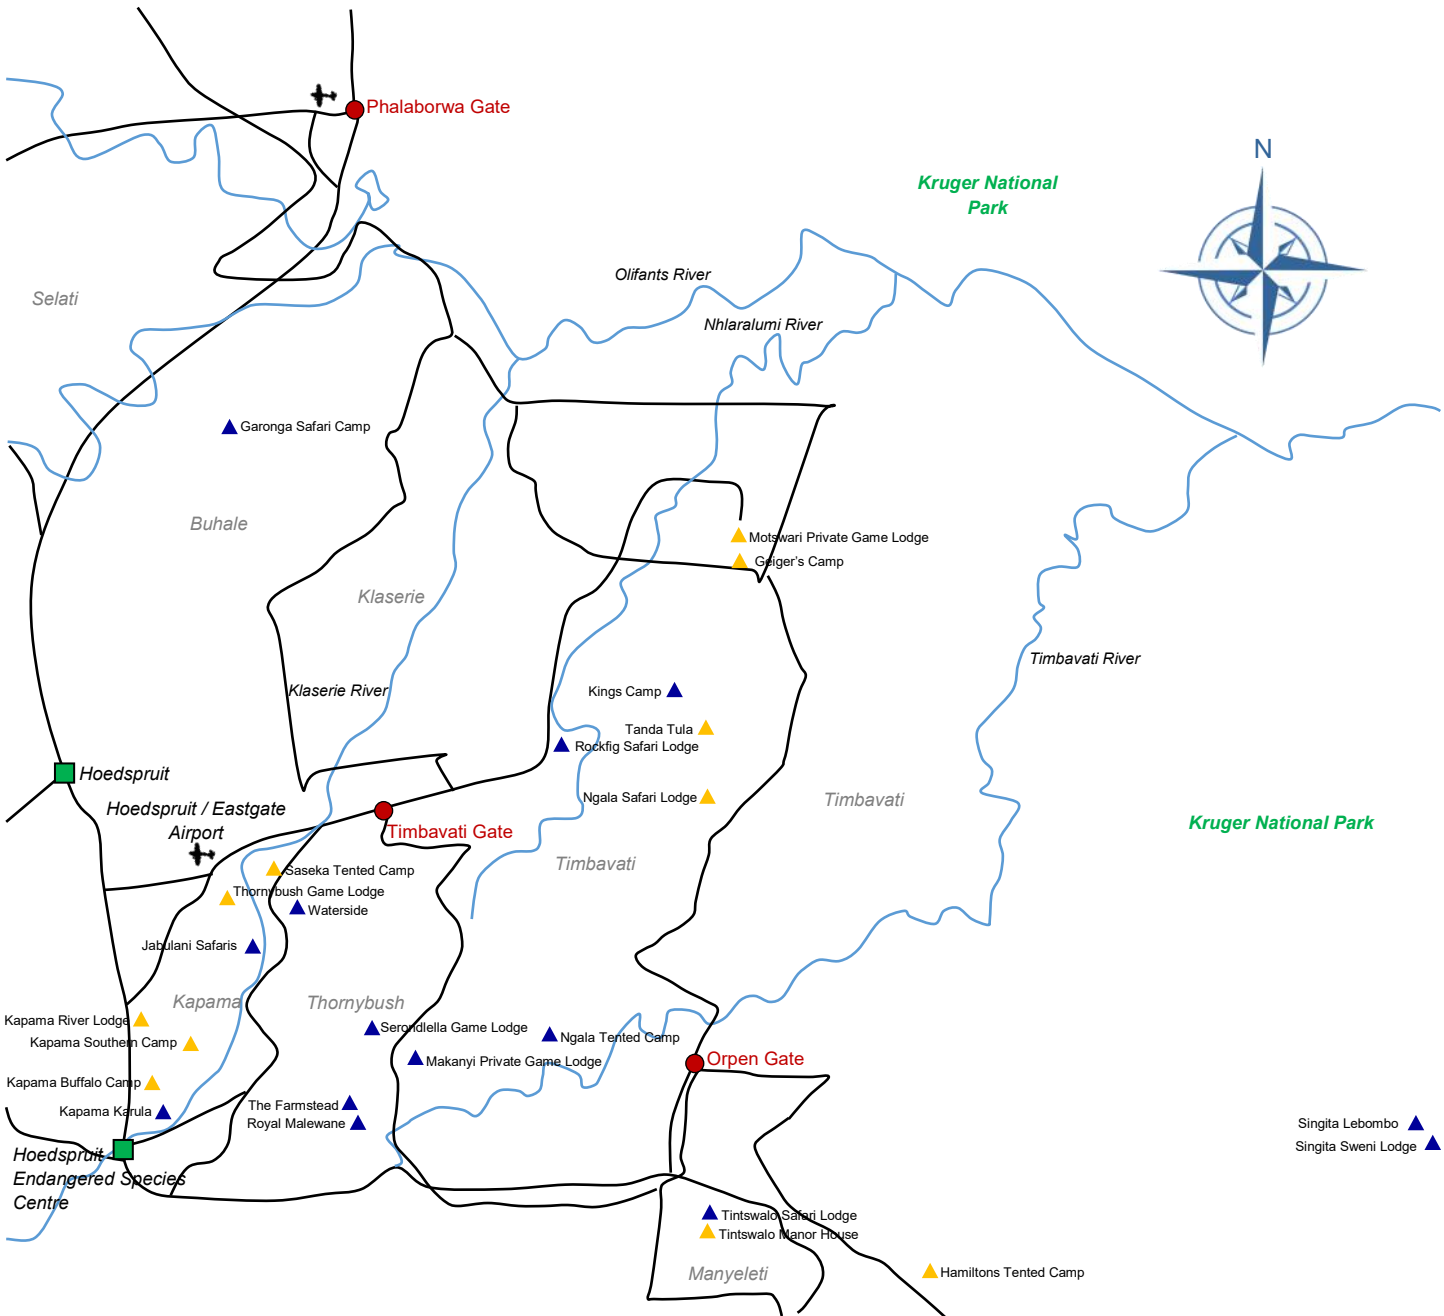 Phalaborwa Gate
N
Kruger National
Park
Olifants River
Selati
Nhlaralumi River
Garonga Safari Camp
Buhale
Motswari Private Game Lodge
Geiger's Camp
Klaserie
Timbavati River
Klaserie River
Kings Camp
Tanda Tula
Rockfig Safari Lodge
Hoedspruit
Ngala Safari Lodge
Timbavati
Hoedspruit / Eastgate
Airport
Kruger National Park
Timbavati Gate
Timbavati
Saseka Tented Camp
Thornybush Game Lodge
Waterside
Jabulani Safaris
Kapama
Thornybush
Kapama River Lodge
Serondlella Game Lodge
Kapama Southern Camp
Ngala Tented Camp
Makanyi Private Game Lodge
Orpen Gate
Kapama Buffalo Camp
The Farmstead
Kapama Karula
Royal Malewane
Singita Lebombo
Singita Sweni Lodge
Hoedspruit
Endangered Species
Centre
Tintswalo Safari Lodge
Tintswalo Manor House
Manyeleti
Hamiltons Tented Camp